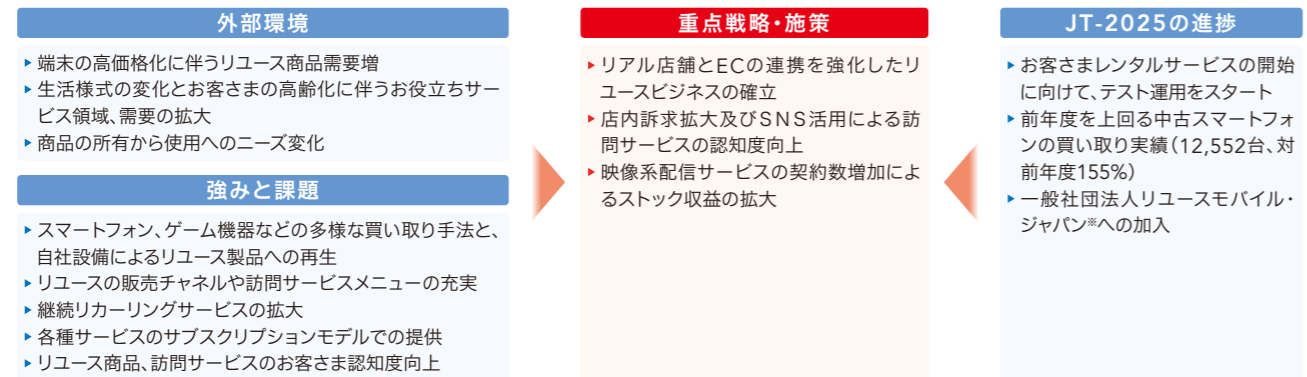 外部環境
▶端末の高価格化に伴うリユース商品需要増
▶生活様式の変化とお客さまの高齢化に伴うお役立ちサー
ビス領域、需要の拡大
▶商品の所有から使用へのニーズ変化
強みと課題
▶スマートフォン、ゲーム機器などの多様な買い取り手法と、
自社設備によるリユース製品への再生
▶リユースの販売チャネルや訪問サービスメニューの充実
▶継続リカーリングサービスの拡大
▶各種サービスのサブスクリプションモデルでの提供
▶リユース商品、訪問サービスのお客さま認知度向上
重点戦略・施策
▶リアル店舗とECの連携を強化したリ
ユースビジネスの確立
▶店内訴求拡大及びSNS活用による訪
問サービスの認知度向上
▶映像系配信サービスの契約数増加によ
るストック収益の拡大
JT-2025の進捗
▶お客さまレンタルサービスの開始
に向けて、テスト運用をスタート
▶前年度を上回る中古スマートフォ
ンの買い取り実績(12,552台、対
前年度155%)
▶一般社団法人リユースモバイル・
ジャパン※への加入